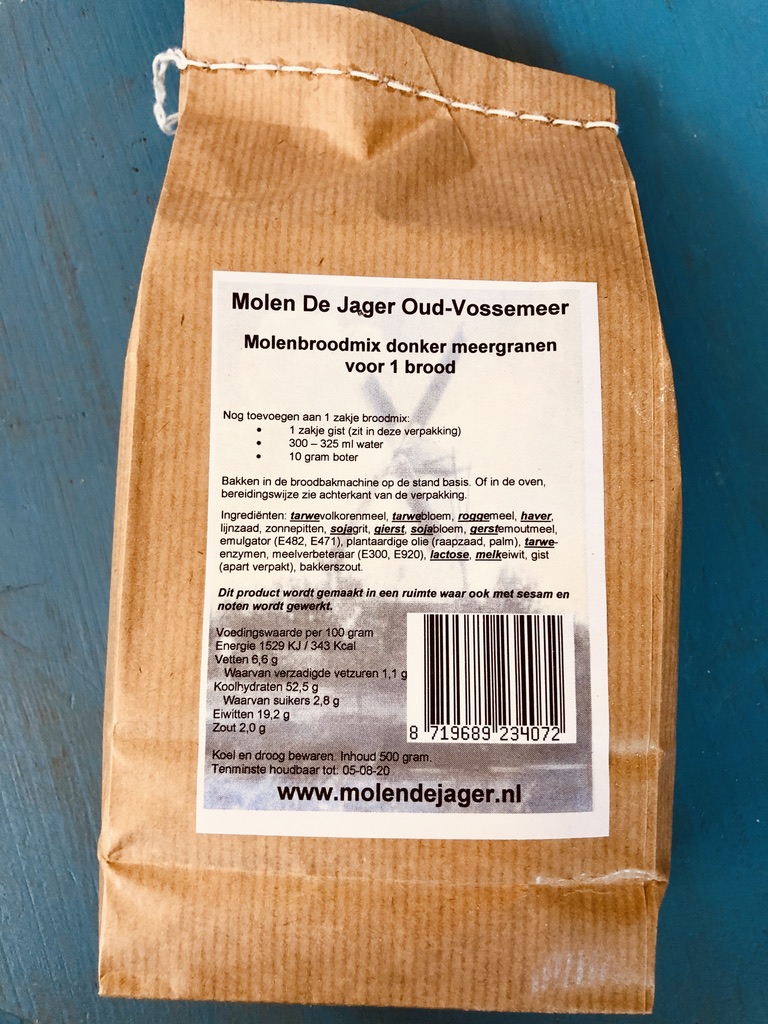 Molen De Jager Oud-Vossemeer
Molenbroodmix donker meergranen
voor 1 brood
Nog toevoegen aan 1 zakje broodmix:
• 1 zakje gist (zit in deze verpakking)
• 300 – 325 ml water
• 10 gram boter
Bakken in de broodbakmachine op de stand basis. Of in de oven,
bereidingswijze zie achterkant van de verpakking.
Ingrediënten: tarwevolkorenmeel, tarwebloem, roggemeel, haver,
lijnzaad, zonnepitten, sojagrit, gierst, sojabloem, gerstemoutmeel,
emulgator (E482, E471), plantaardige olie (raapzaad, palm), tarwe-
enzymen, meelverbeteraar (E300, E920), lactose, melkeiwit, gist
(apart verpakt), bakkerszout.
Dit product wordt gemaakt in een ruimte waar ook met sesam en
noten wordt gewerkt.
Voedingswaarde per 100 gram
Energie 1529 KJ / 343 Kcal
Vetten 6,6 g
Waarvan verzadigde vetzuren 1,1 g
Koolhydraten 52,5 g
Waarvan suikers 2,8 g
Eiwitten 19,2 g
Zout 2,0 g
8 719689 234072
Koel en droog bewaren. Inhoud 500 gram.
Tenminste houdbaar tot: 05-08-20
www.molendejager.nl